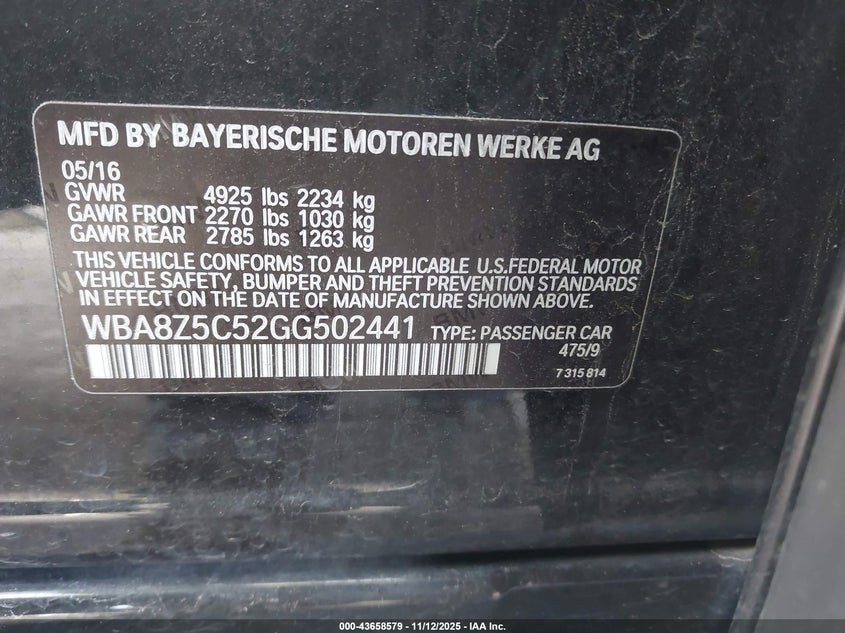 MFD BY BAYERISCHE MOTOREN WERKE AG
05/16
GVWR 4925 lbs 2234 kg
GAWR FRONT 2270 lbs 1030 kg
GAWR REAR 2785 lbs 1263 kg
THIS VEHICLE CONFORMS TO ALL APPLICABLE U.S.FEDERAL MOTOR
VEHICLE SAFETY, BUMPER AND THEFT PREVENTION STANDARDS
IN EFFECT ON THE DATE OF MANUFACTURE SHOWN ABOVE.
WBA8Z5C52GG502441 TYPE: PASSENGER CAR
475/9
7 315 814
000-43658579 - 11/12/2025 - IAA Inc.